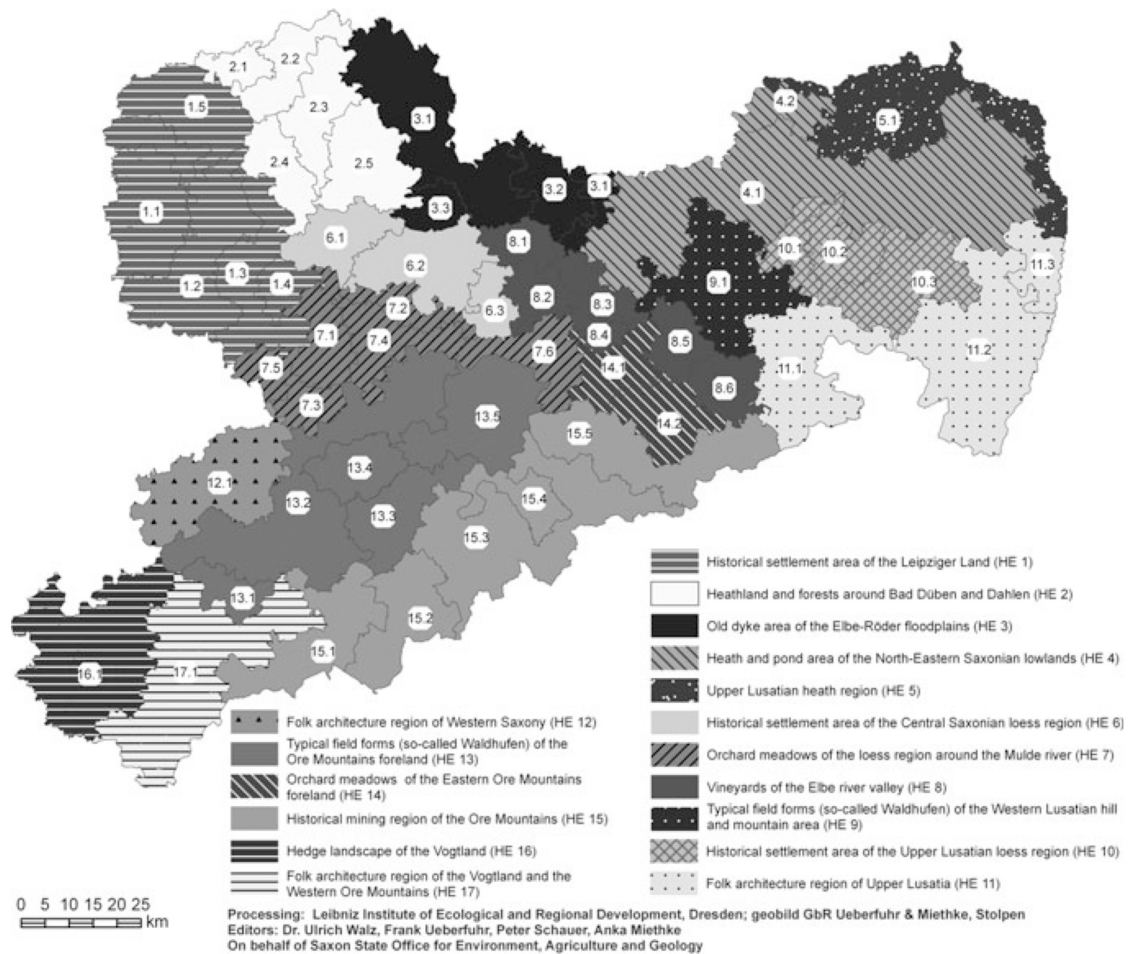 2.2
2.1
1.5
2.3
3.1
4.2
5.1
2.4
2.5
3.2
3.1
4.1
1.1
3.3
6.1
8.1
10.1
10.2
6.2
11.3
1.2
1.3
1.4
8.2
8.3
9.1
10.3
7.2
6.3
7.1
7.4
8.4
8.5
7.6
11.2
7.5
14.1
11.1
8.6
7.3
13.5
14.2
15.5
13.4
12.1
13.2
15.4
13.3
15.3
13.1
15.2
15.1
16.1
17.1
Historical settlement area of the Leipziger Land (HE 1)
Heathland and forests around Bad Düben and Dahlen (HE 2)
Old dyke area of the Elbe-Röder floodplains (HE 3)
Heath and pond area of the North-Eastern Saxonian lowlands (HE 4)
Upper Lusatian heath region (HE 5)
Historical settlement area of the Central Saxonian loess region (HE 6)
Orchard meadows of the loess region around the Mulde river (HE 7)
Vineyards of the Elbe river valley (HE 8)
Typical field forms (so-called Waldhufen) of the Western Lusatian hill
and mountain area (HE 9)
Historical settlement area of the Upper Lusatian loess region (HE 10)
Folk architecture region of Upper Lusatia (HE 11)
Folk architecture region of Western Saxony (HE 12)
Typical field forms (so-called Waldhufen) of the
Ore Mountains foreland (HE 13)
Orchard meadows of the Eastern Ore Mountains
foreland (HE 14)
Historical mining region of the Ore Mountains (HE 15)
Hedge landscape of the Vogtland (HE 16)
Folk architecture region of the Vogtland and the
Western Ore Mountains (HE 17)
0 5 10 15 20 25
km
Processing: Leibniz Institute of Ecological and Regional Development, Dresden; geobild GbR Ueberfuhr & Miethke, Stolpen
Editors: Dr. Ulrich Walz, Frank Ueberfuhr, Peter Schauer, Anka Miethke
On behalf of Saxon State Office for Environment, Agriculture and Geology